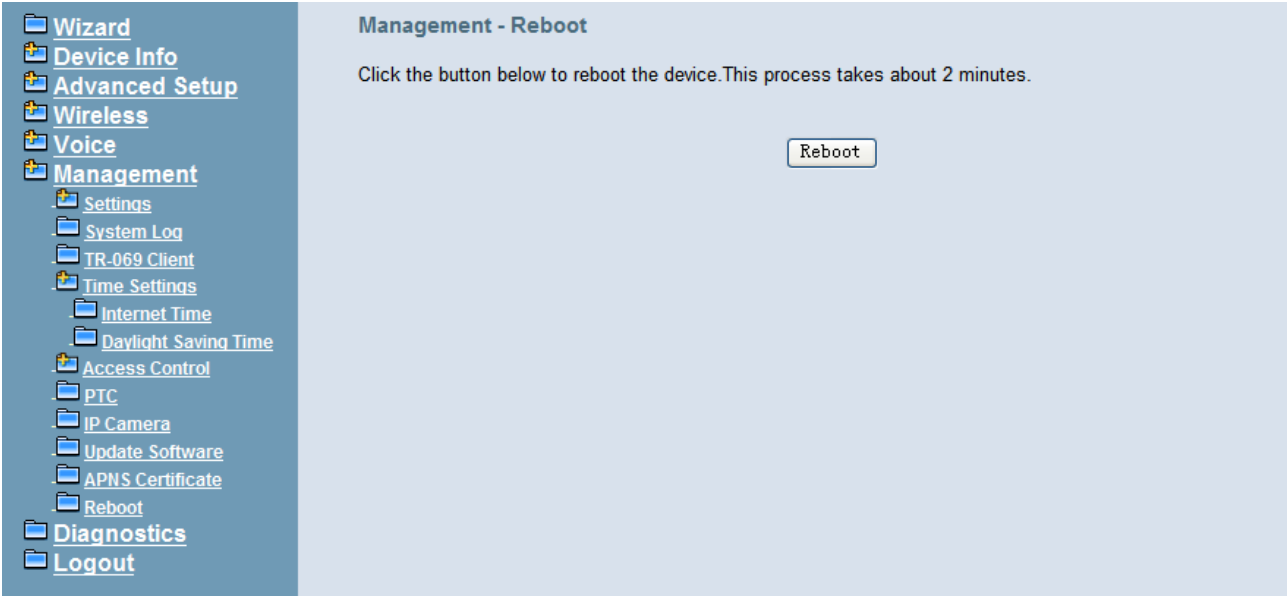 Wizard
Device Info
Advanced Setup
Wireless
Voice
Management
Settings
System Log
TR-069 Client
Time Settings
Internet Time
Daylight Saving Time
Access Control
PTC
IP Camera
Update Software
APNS Certificate
Reboot
Diagnostics
Logout
Management - Reboot
Click the button below to reboot the device.This process takes about 2 minutes.
Reboot